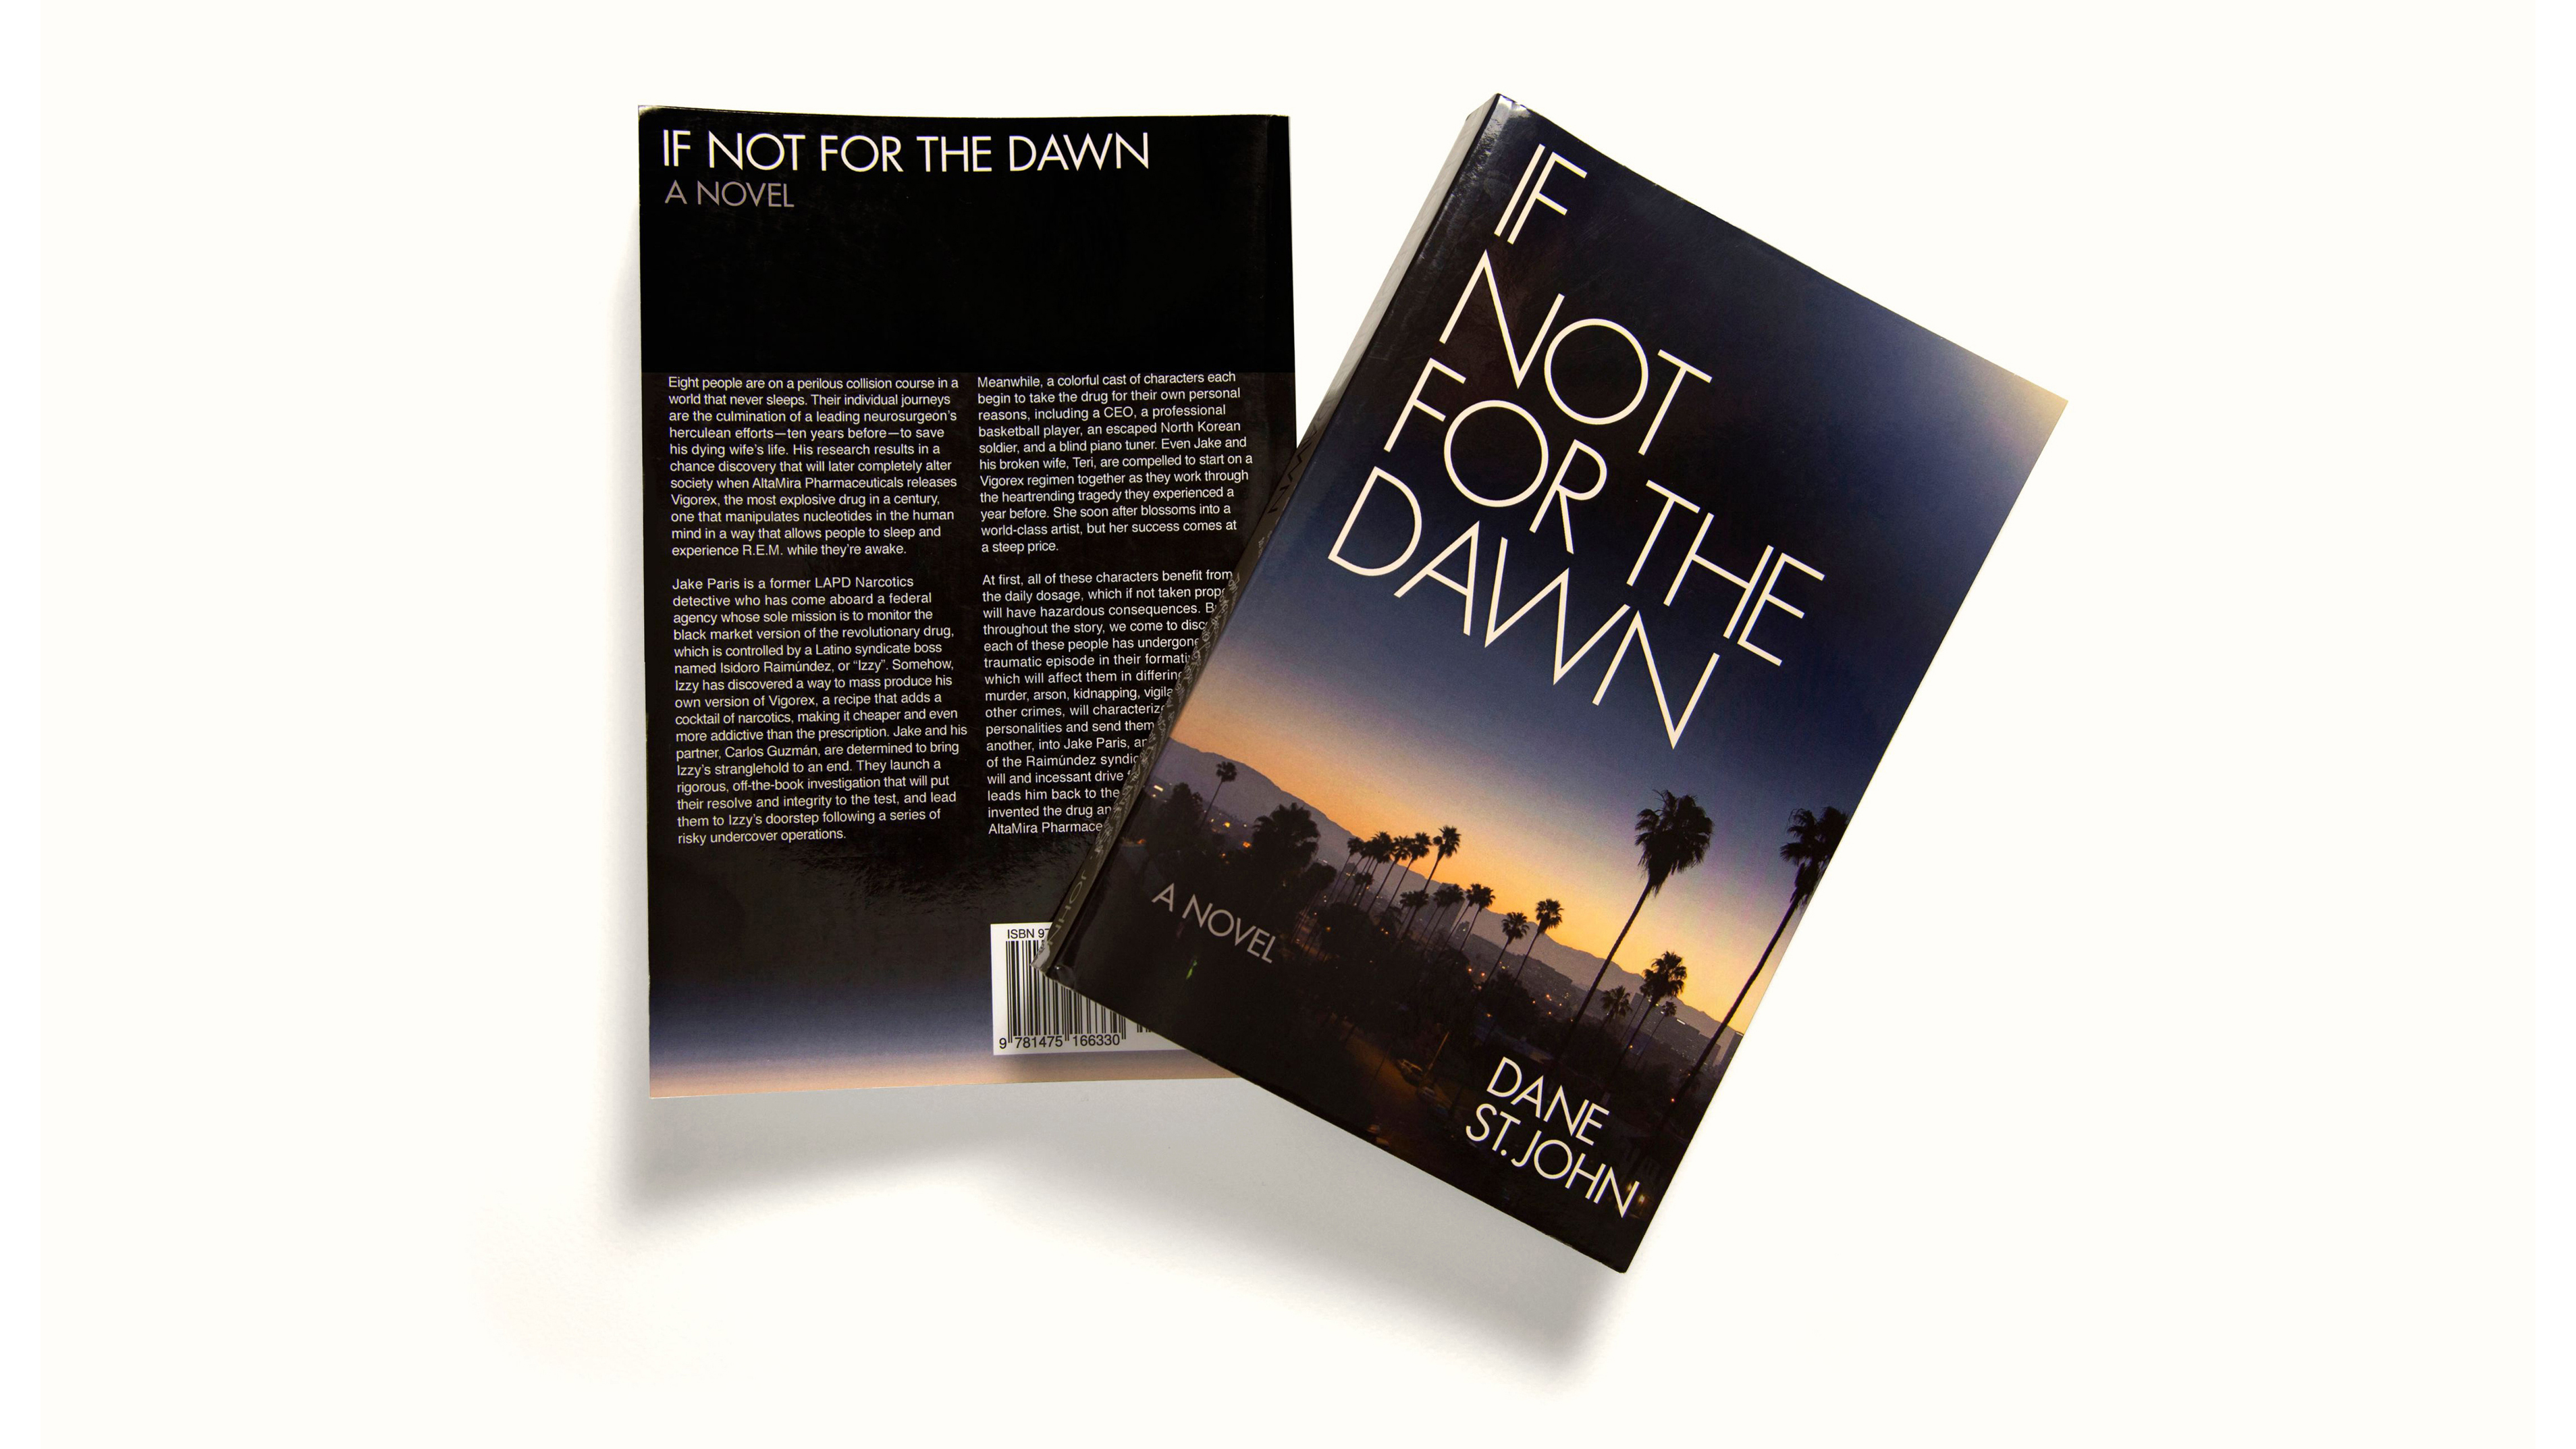 IF NOT FOR THE DAWN
A NOVEL
Eight people are on a perilous collision course in a
world that never sleeps. Their individual journeys
are the culmination of a leading neurosurgeon's
herculean efforts—ten years before—to save
his dying wife's life. His research results in a
chance discovery that will later completely alter
society when AltaMira Pharmaceuticals releases
Vigorex, the most explosive drug in a century,
one that manipulates nucleotides in the human
mind in a way that allows people to sleep and
experience R.E.M. while they're awake.
Jake Paris is a former LAPD Narcotics
detective who has come aboard a federal
agency whose sole mission is to monitor the
black market version of the revolutionary drug,
which is controlled by a Latino syndicate boss
named Isidoro Raimúndez, or “Izzy”. Somehow,
Izzy has discovered a way to mass produce his
own version of Vigorex, a recipe that adds a
cocktail of narcotics, making it cheaper and even
more addictive than the prescription. Jake and his
partner, Carlos Guzmán, are determined to bring
Izzy's stranglehold to an end. They launch a
rigorous, off-the-book investigation that will put
their resolve and integrity to the test, and lead
them to Izzy's doorstep following a series of
risky undercover operations.
Meanwhile, a colorful cast of characters each
begin to take the drug for their own personal
reasons, including a CEO, a professional
basketball player, an escaped North Korean
soldier, and a blind piano tuner. Even Jake and
his broken wife, Teri, are compelled to start on a
Vigorex regimen together as they work through
the heartrending tragedy they experienced a
year before. She soon after blossoms into a
world-class artist, but her success comes at
a steep price.
At first, all of these characters benefit from
the daily dosage, which if not taken
will have hazardous consequences.
throughout the story, we come to
each of these people has
traumatic episode in their
which will affect them in
murder, arson, kidnapping,
other crimes, will
personalities and send them
another, into Jake Paris,
of the Raimúndez
will and incessant drive
leads him back to the
invented the drug
AltaMira
ISBN
9 781475 166330
IF
NOT
FOR THE
DAWN
A NOVEL
DANE
ST. JOHN